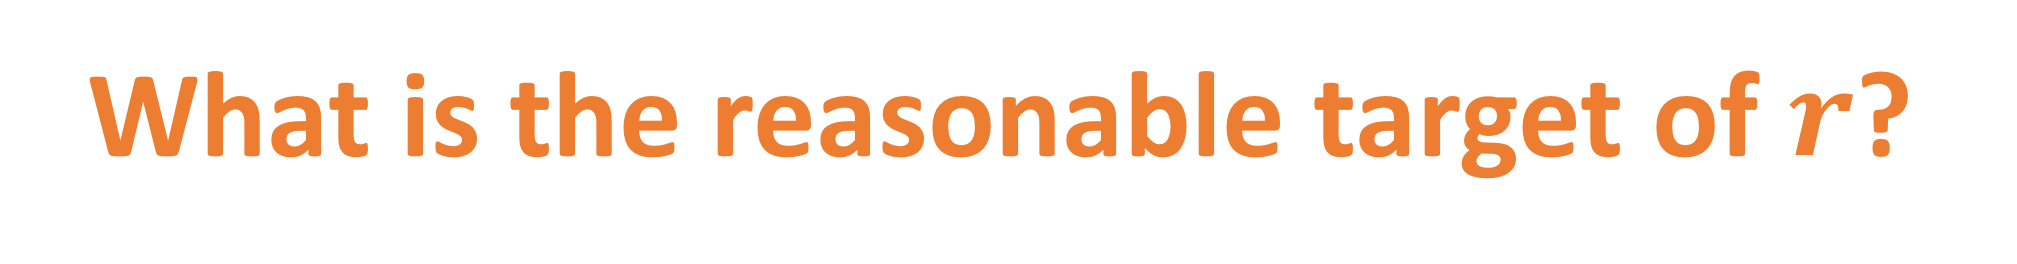 What is the reasonable target of r?